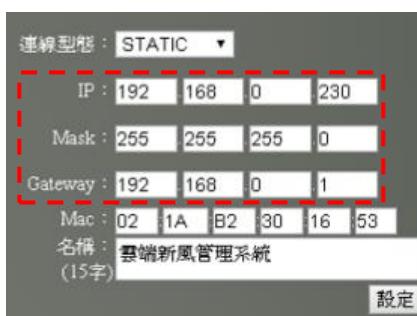 連線型態：STATIC
IP：192.168.0.230
Mask：255.255.255.0
Gateway：192.168.0.1
Mac：02:1A:B2:30:16:53
名稱：雲端新風管理系統
(15字)
設定